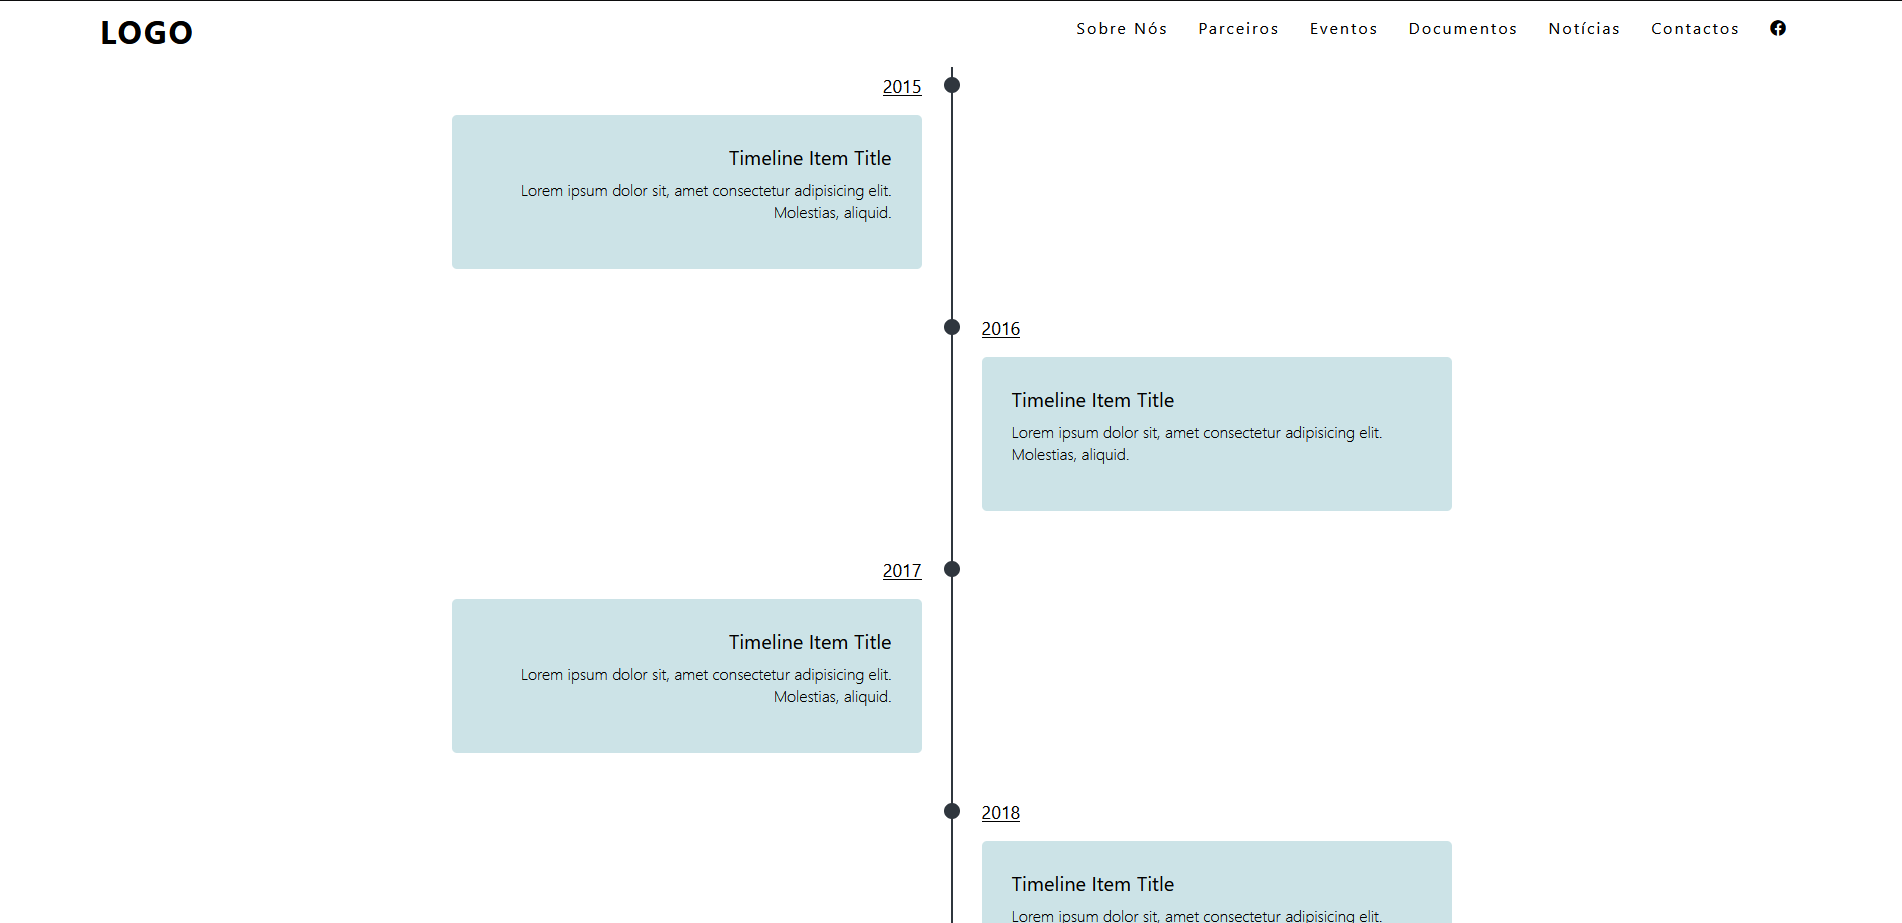 LOGO
Sobre Nós Parceiros Eventos Documentos Notícias Contactos
2015
Timeline Item Title
Lorem ipsum dolor sit, amet consectetur adipisicing elit.
Molestias, aliquid.
2016
Timeline Item Title
Lorem ipsum dolor sit, amet consectetur adipisicing elit.
Molestias, aliquid.
2017
Timeline Item Title
Lorem ipsum dolor sit, amet consectetur adipisicing elit.
Molestias, aliquid.
2018
Timeline Item Title
Lorem ipsum dolor sit, amet consectetur adipisicing elit.